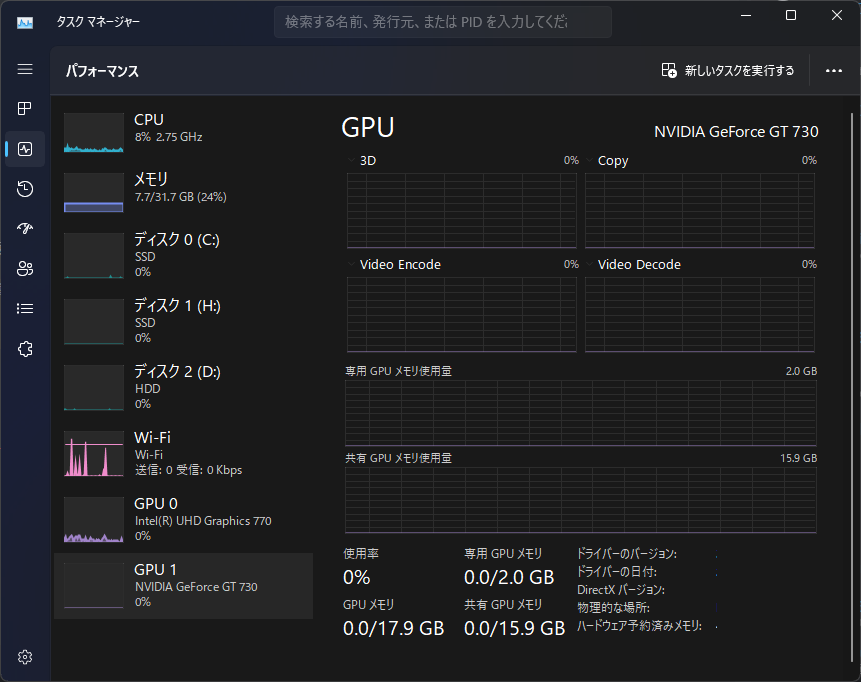 タスク マネージャー
検索する名前、発行元、または PID を入力してくだ
パフォーマンス
新しいタスクを実行する
CPU
8% 2.75 GHz
メモリ
7.7/31.7 GB (24%)
ディスク 0 (C:)
SSD
0%
ディスク 1 (H:)
SSD
0%
ディスク 2 (D:)
HDD
0%
Wi-Fi
Wi-Fi
送信: 0 受信: 0 Kbps
GPU 0
Intel(R) UHD Graphics 770
0%
GPU 1
NVIDIA GeForce GT 730
0%
GPU
NVIDIA GeForce GT 730
3D 0%
Copy 0%
Video Encode 0%
Video Decode 0%
専用 GPU メモリ使用量 2.0 GB
共有 GPU メモリ使用量 15.9 GB
使用率
0%
専用 GPU メモリ
0.0/2.0 GB
GPU メモリ
0.0/17.9 GB
共有 GPU メモリ
0.0/15.9 GB
ドライバーのバージョン:
ドライバーの日付:
DirectX バージョン:
物理的な場所:
ハードウェア予約済みメモリ: